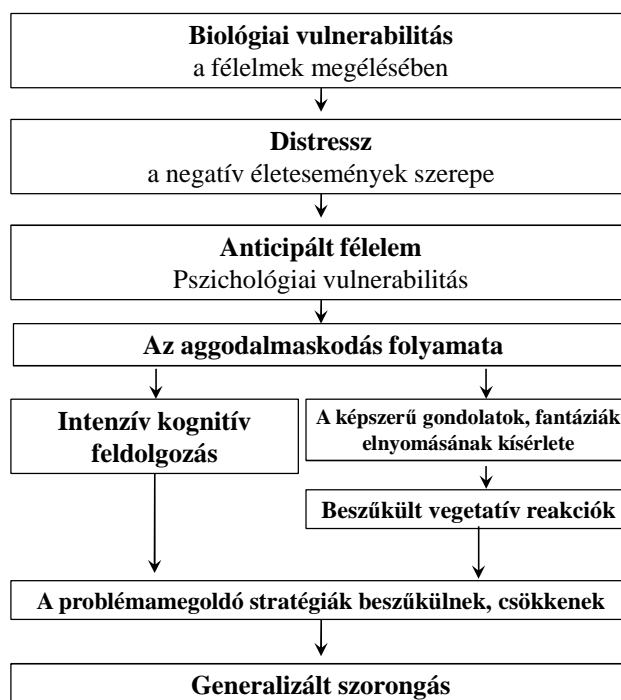 Biológiai vulnerabilitás
a félelmek megélésében
Distressz
a negatív életesemények szerepe
Anticipált félelem
Pszichológiai vulnerabilitás
Az aggodalmaskodás folyamata
Intenzív kognitív
feldolgozás
A képszerű gondolatok, fantáziák
elnyomásának kísérlete
Beszűkült vegetatív reakciók
A problémamegoldó stratégiák beszűkülnek, csökkenek
Generalizált szorongás